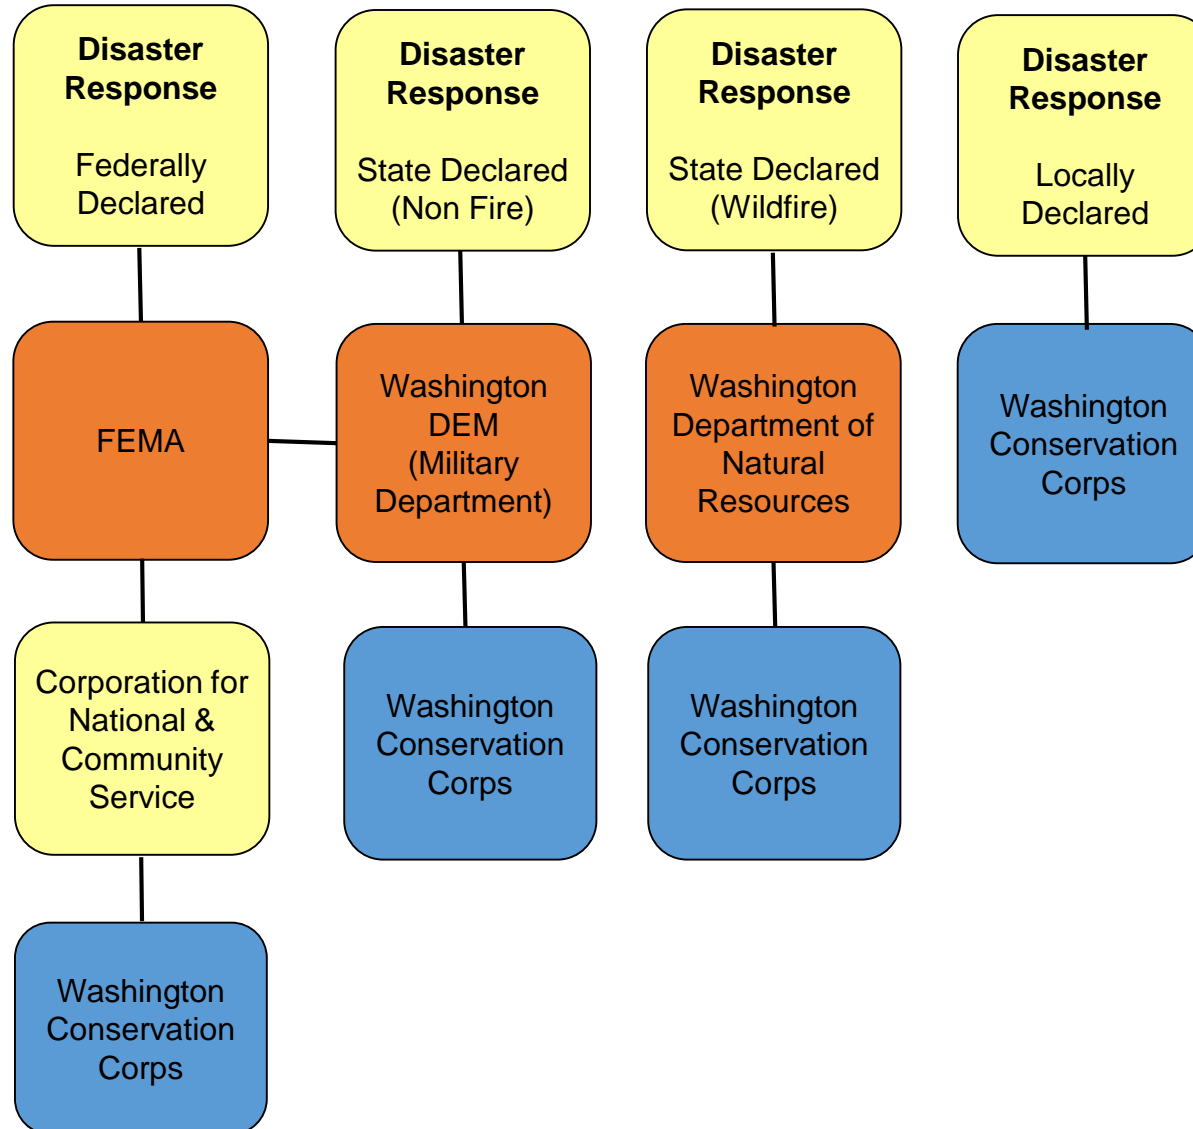 Disaster
Response
Federally
Declared
Disaster
Response
State Declared
(Non Fire)
Disaster
Response
State Declared
(Wildfire)
Disaster
Response
Locally
Declared
FEMA
Washington
DEM
(Military
Department)
Washington
Department of
Natural
Resources
Washington
Conservation
Corps
Corporation for
National &
Community
Service
Washington
Conservation
Corps
Washington
Conservation
Corps
Washington
Conservation
Corps